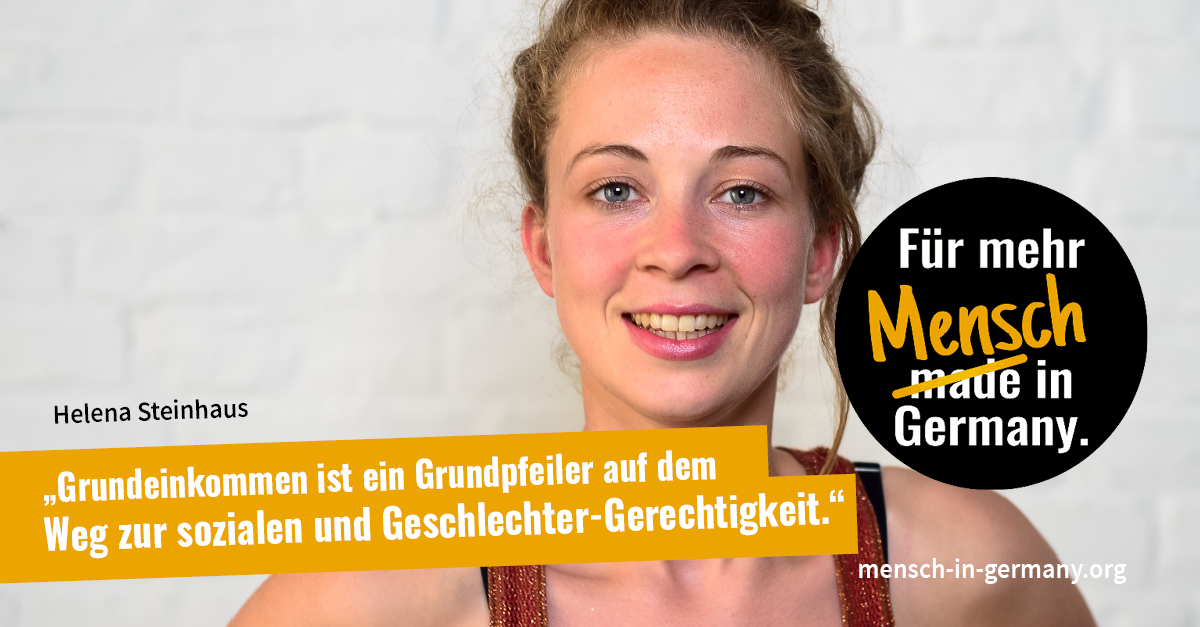 Für mehr
Mensch
made in
Germany.
Helena Steinhaus
„Grundeinkommen ist ein Grundpfeiler auf dem
Weg zur sozialen und Geschlechter-Gerechtigkeit.“
mensch-in-germany.org